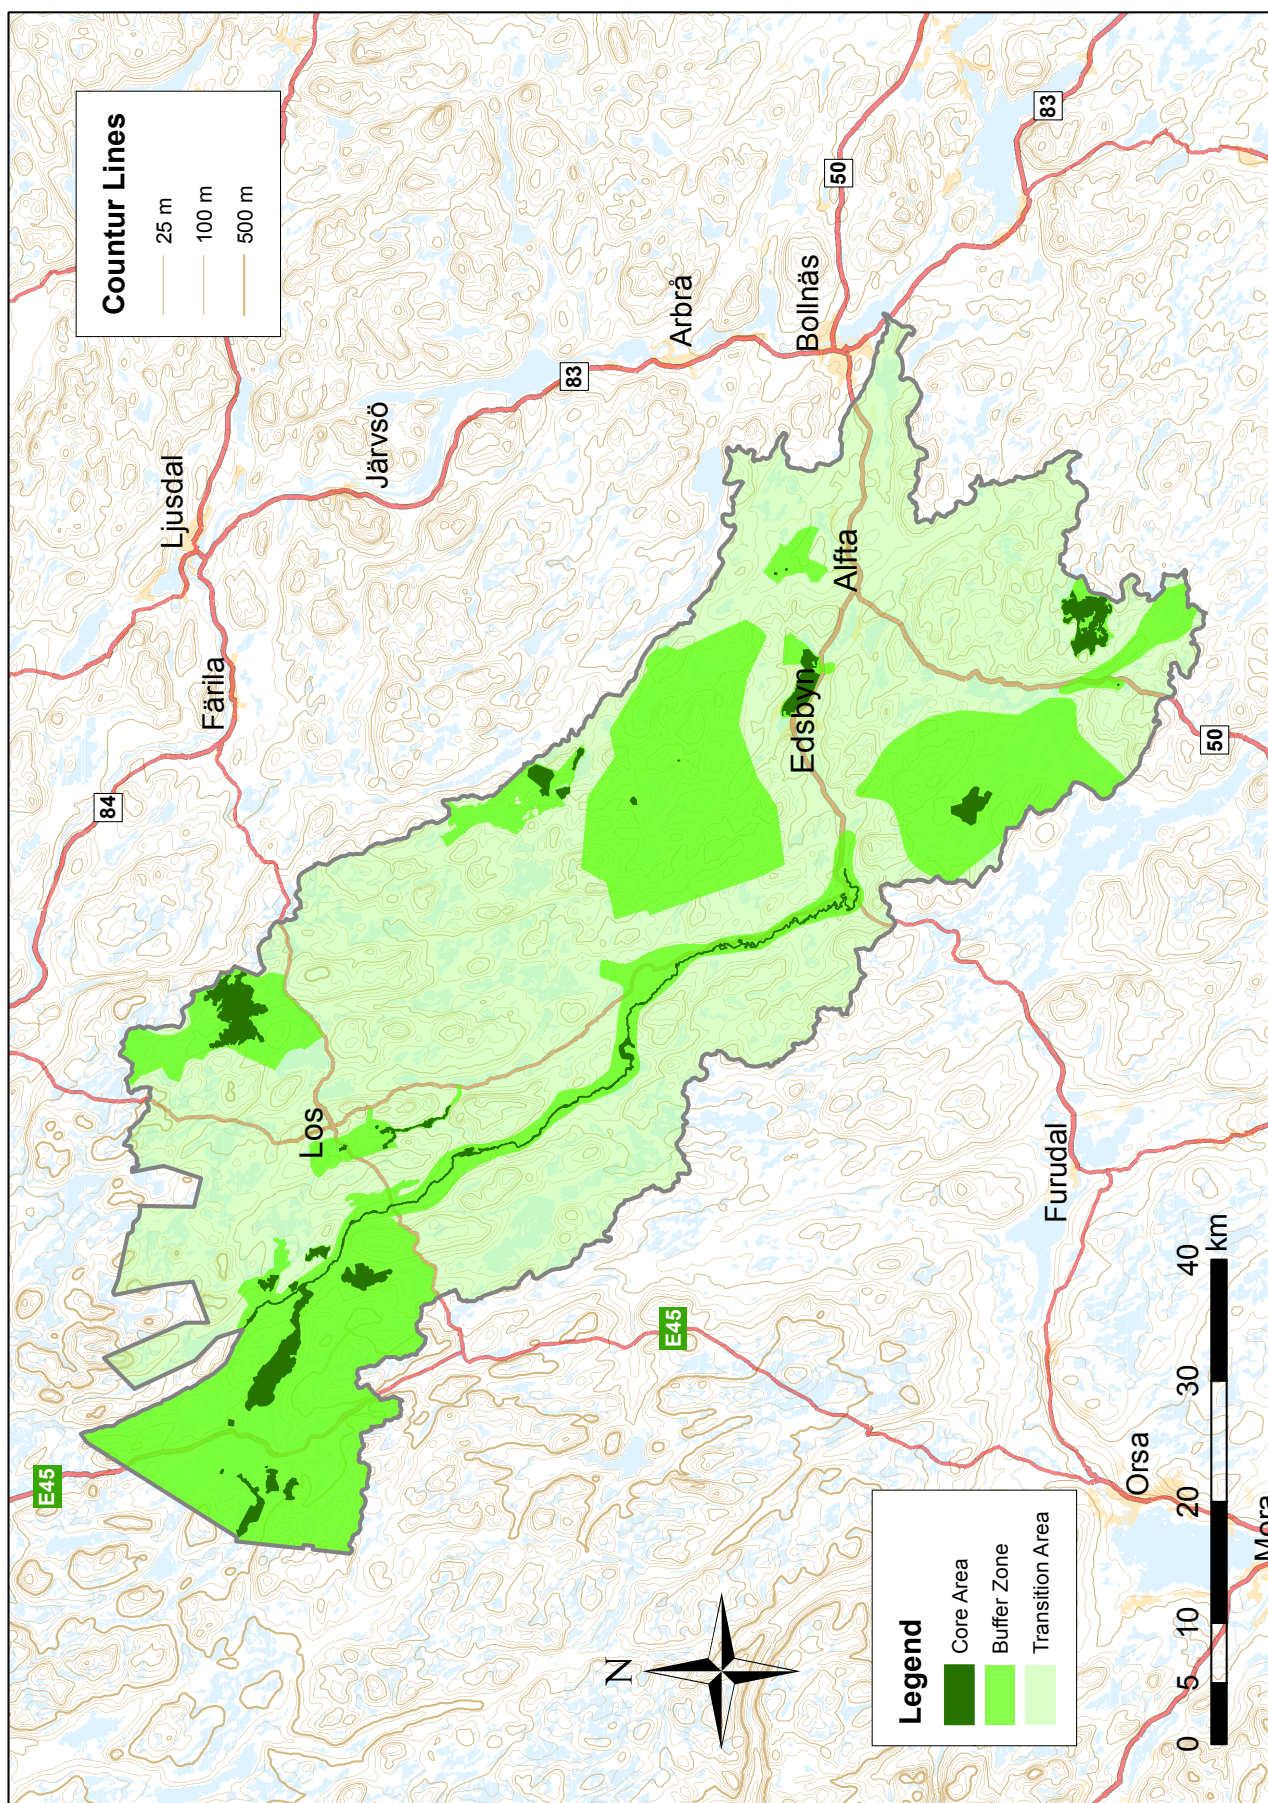 Countur Lines
25 m
100 m
500 m
Ljusdal
Järvsö
Färila
Arbrå
Bollnäs
Alfta
Edsbyn
Los
Furudal
Orsa
Mora
84
83
83
50
50
E45
E45
N
Legend
Core Area
Buffer Zone
Transition Area
0 5 10 20 30 40
km